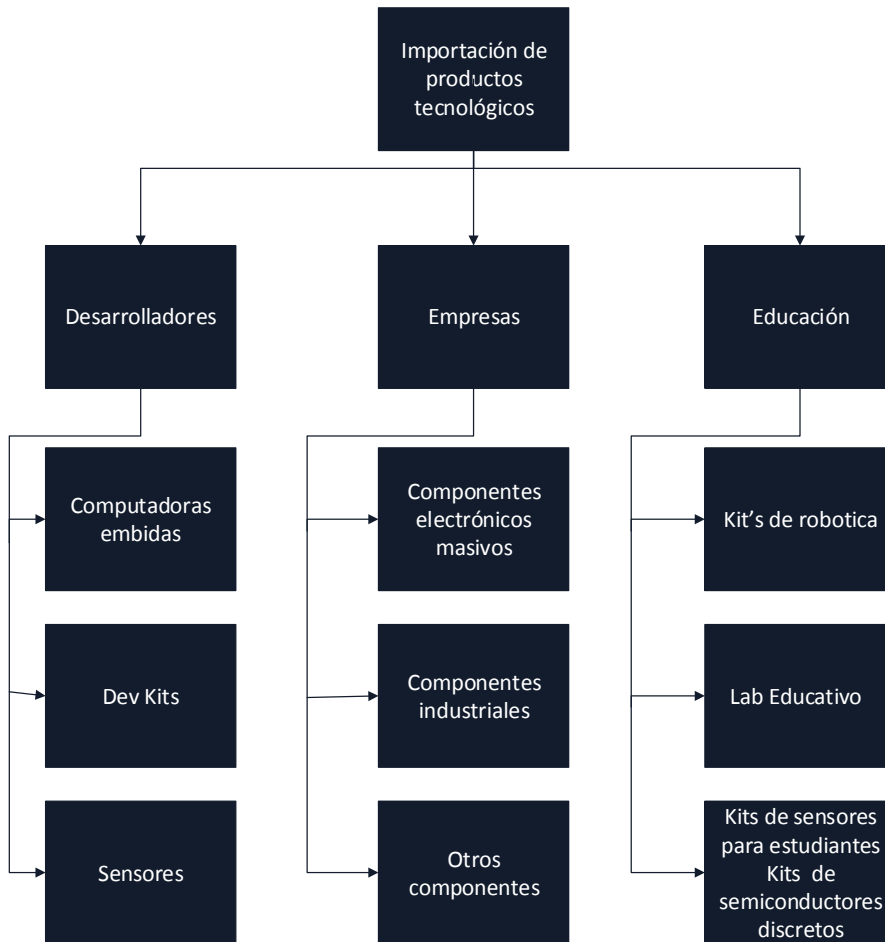 Importación de
productos
tecnológicos
Desarrolladores
Empresas
Educación
Computadoras
embidas
Componentes
electrónicos
masivos
Kit’s de robotica
Dev Kits
Componentes
industriales
Lab Educativo
Sensores
Otros
componentes
Kits de sensores
para estudiantes
Kits de
semiconductores
discretos